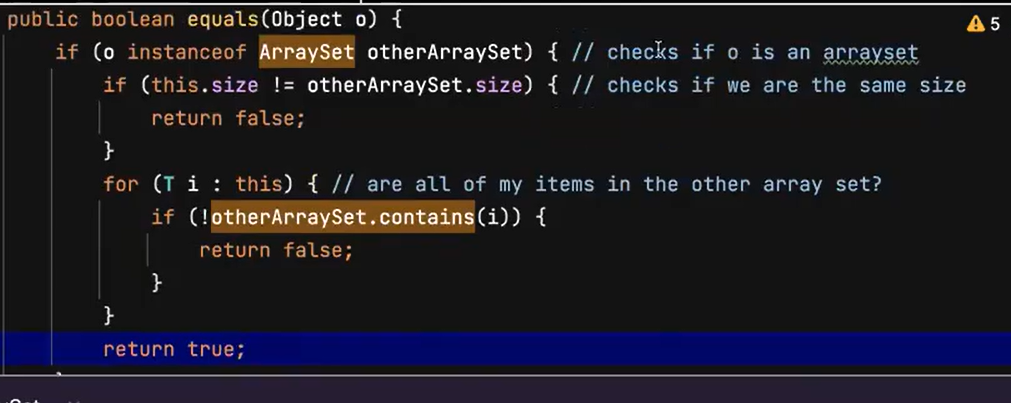 public boolean equals(Object o) {
5
if (o instanceof ArraySet otherArraySet) { // checks if o is an arrayset
if (this.size != otherArraySet.size) { // checks if we are the same size
return false;
}
for (T i : this) { // are all of my items in the other array set?
if (!otherArraySet.contains(i)) {
return false;
}
}
return true;